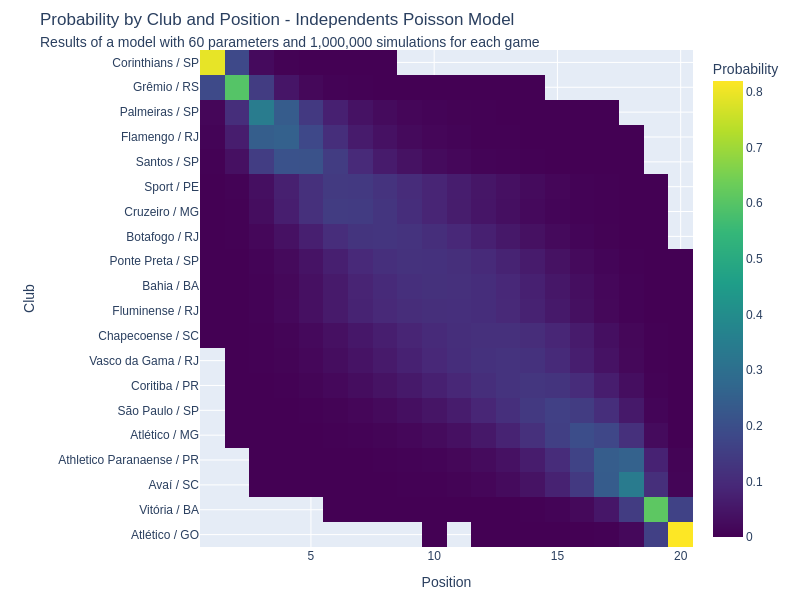 Probability by Club and Position - Independents Poisson Model
Results of a model with 60 parameters and 1,000,000 simulations for each game
Corinthians / SP
Grêmio / RS
Palmeiras / SP
Flamengo / RJ
Santos / SP
Sport / PE
Cruzeiro / MG
Botafogo / RJ
Ponte Preta / SP
Bahia / BA
Fluminense / RJ
Chapecoense / SC
Vasco da Gama / RJ
Coritiba / PR
São Paulo / SP
Atlético / MG
Athletico Paranaense / PR
Avaí / SC
Vitória / BA
Atlético / GO
Club
5
10
15
20
Position
Probability
0.8
0.7
0.6
0.5
0.4
0.3
0.2
0.1
0